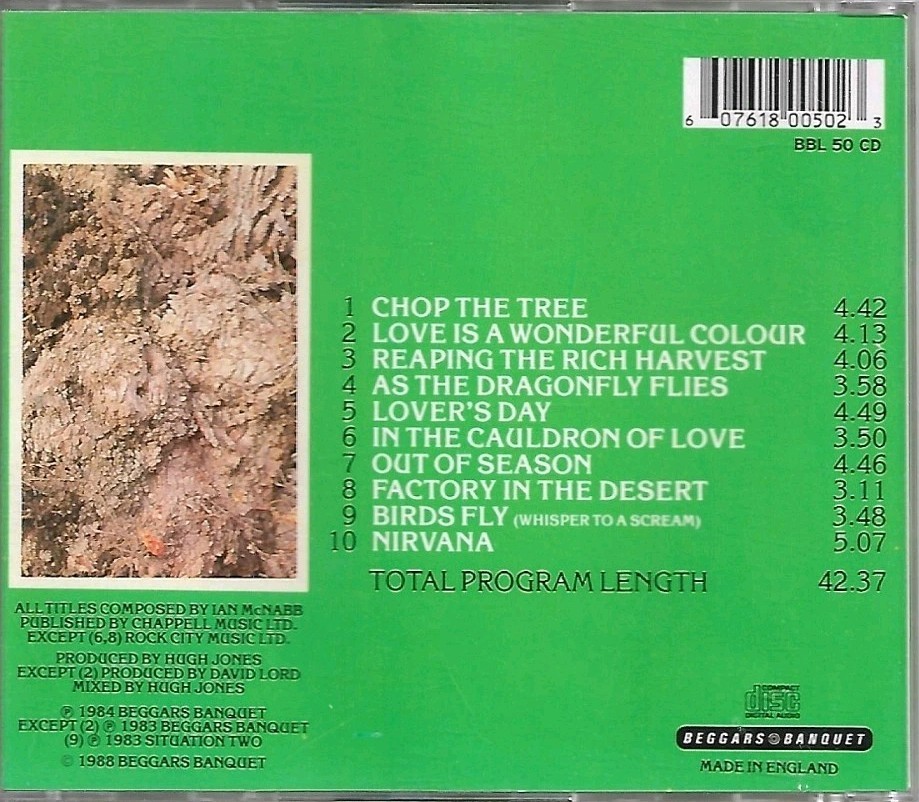 6 07618 00502 3
BBL 50 CD
1 CHOP THE TREE 4.42
2 LOVE IS A WONDERFUL COLOUR 4.13
3 REAPING THE RICH HARVEST 4.06
4 AS THE DRAGONFLY FLIES 3.58
5 LOVER'S DAY 4.49
6 IN THE CAULDRON OF LOVE 3.50
7 OUT OF SEASON 4.46
8 FACTORY IN THE DESERT 3.11
9 BIRDS FLY (WHISPER TO A SCREAM) 3.48
10 NIRVANA 5.07
TOTAL PROGRAM LENGTH 42.37
ALL TITLES COMPOSED BY IAN McNABB
PUBLISHED BY CHAPPELL MUSIC LTD.
EXCEPT (6,8) ROCK CITY MUSIC LTD.
PRODUCED BY HUGH JONES
EXCEPT (2) PRODUCED BY DAVID LORD
MIXED BY HUGH JONES
℗ 1984 BEGGARS BANQUET
EXCEPT (2) ℗ 1983 BEGGARS BANQUET
(9) ℗ 1983 SITUATION TWO
© 1988 BEGGARS BANQUET
COMPACT
disc
DIGITAL AUDIO
BEGGARS BANQUET
MADE IN ENGLAND